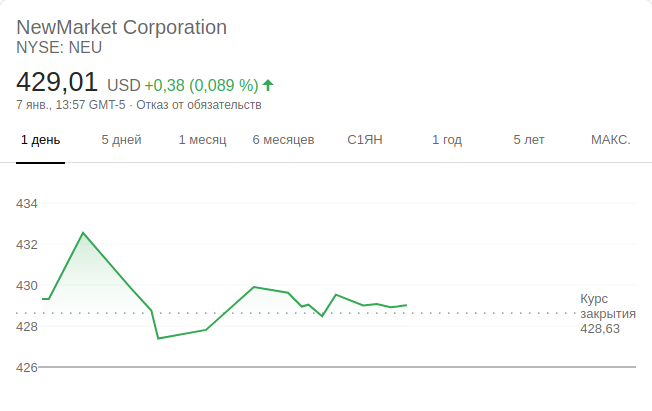 NewMarket Corporation
NYSE: NEU
429,01 USD +0,38 (0,089 %)
7 янв., 13:57 GMT-5 · Отказ от обязательств
1 день 5 дней 1 месяц 6 месяцев С1ЯН 1 год 5 лет МАКС.
434
432
430
428
426
Курс
закрытия
428,63